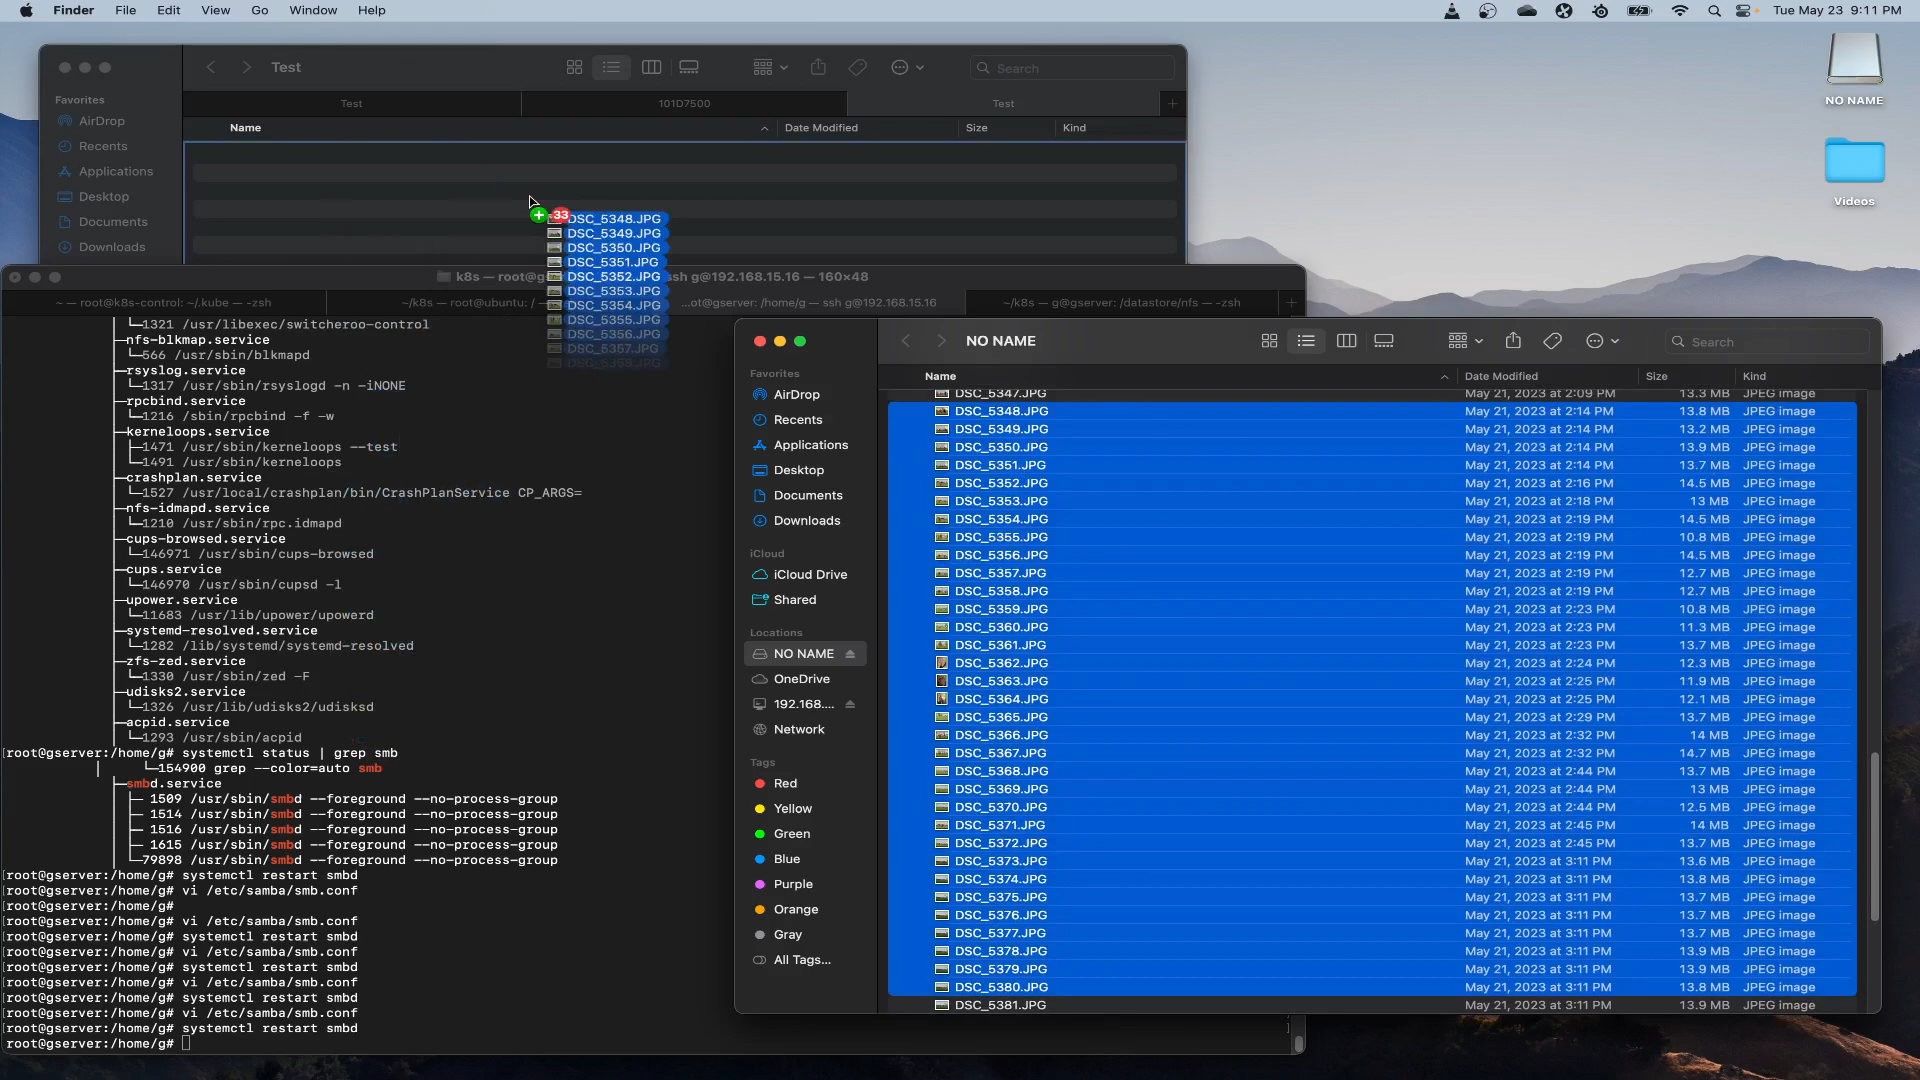 Finder File Edit View Go Window Help
Tue May 23 9:11 PM
NO NAME
Videos
Test
Search
Test 101D7500 Test
Name Date Modified Size Kind
Favorites
AirDrop
Recents
Applications
Desktop
Documents
Downloads
33
DSC_5348.JPG
DSC_5349.JPG
DSC_5350.JPG
DSC_5351.JPG
DSC_5352.JPG
DSC_5353.JPG
DSC_5354.JPG
DSC_5355.JPG
DSC_5356.JPG
DSC_5357.JPG
k8s — root@g ssh g@192.168.15.16 — 160×48
~ — root@k8s-control: ~/.kube — -zsh
~/k8s — root@ubuntu: / —
...ot@gserver: /home/g — ssh g@192.168.15.16
~/k8s — g@gserver: /datastore/nfs — -zsh
└─1321 /usr/libexec/switcheroo-control
├─nfs-blkmap.service
└─566 /usr/sbin/blkmapd
├─rsyslog.service
└─1317 /usr/sbin/rsyslogd -n -iNONE
├─rpcbind.service
└─1216 /sbin/rpcbind -f -w
├─kerneloops.service
├─1471 /usr/sbin/kerneloops --test
└─1491 /usr/sbin/kerneloops
├─crashplan.service
└─1527 /usr/local/crashplan/bin/CrashPlanService CP_ARGS=
├─nfs-idmapd.service
└─1210 /usr/sbin/rpc.idmapd
├─cups-browsed.service
└─146971 /usr/sbin/cups-browsed
├─cups.service
└─146970 /usr/sbin/cupsd -l
├─upower.service
└─11683 /usr/lib/upower/upowerd
├─systemd-resolved.service
└─1282 /lib/systemd/systemd-resolved
├─zfs-zed.service
└─1330 /usr/sbin/zed -F
├─udisks2.service
└─1326 /usr/lib/udisks2/udisksd
├─acpid.service
└─1293 /usr/sbin/acpid
[root@gserver:/home/g# systemctl status | grep smb
│ └─154900 grep --color=auto smb
├─smbd.service
├─ 1509 /usr/sbin/smbd --foreground --no-process-group
├─ 1514 /usr/sbin/smbd --foreground --no-process-group
├─ 1516 /usr/sbin/smbd --foreground --no-process-group
├─ 1615 /usr/sbin/smbd --foreground --no-process-group
└─79898 /usr/sbin/smbd --foreground --no-process-group
[root@gserver:/home/g# systemctl restart smbd
[root@gserver:/home/g# vi /etc/samba/smb.conf
[root@gserver:/home/g#
[root@gserver:/home/g# vi /etc/samba/smb.conf
[root@gserver:/home/g# systemctl restart smbd
[root@gserver:/home/g# vi /etc/samba/smb.conf
[root@gserver:/home/g# systemctl restart smbd
[root@gserver:/home/g# vi /etc/samba/smb.conf
[root@gserver:/home/g# systemctl restart smbd
[root@gserver:/home/g# vi /etc/samba/smb.conf
[root@gserver:/home/g# systemctl restart smbd
root@gserver:/home/g#
NO NAME
Search
Favorites
AirDrop
Recents
Applications
Desktop
Documents
Downloads
iCloud
iCloud Drive
Shared
Locations
NO NAME
OneDrive
192.168....
Network
Tags
Red
Yellow
Green
Blue
Purple
Orange
Gray
All Tags...
Name Date Modified Size Kind
DSC_5347.JPG May 21, 2023 at 2:09 PM 13.3 MB JPEG image
DSC_5348.JPG May 21, 2023 at 2:14 PM 13.8 MB JPEG image
DSC_5349.JPG May 21, 2023 at 2:14 PM 13.2 MB JPEG image
DSC_5350.JPG May 21, 2023 at 2:14 PM 13.9 MB JPEG image
DSC_5351.JPG May 21, 2023 at 2:14 PM 13.7 MB JPEG image
DSC_5352.JPG May 21, 2023 at 2:16 PM 14.5 MB JPEG image
DSC_5353.JPG May 21, 2023 at 2:18 PM 13 MB JPEG image
DSC_5354.JPG May 21, 2023 at 2:19 PM 14.5 MB JPEG image
DSC_5355.JPG May 21, 2023 at 2:19 PM 10.8 MB JPEG image
DSC_5356.JPG May 21, 2023 at 2:19 PM 14.5 MB JPEG image
DSC_5357.JPG May 21, 2023 at 2:19 PM 12.7 MB JPEG image
DSC_5358.JPG May 21, 2023 at 2:19 PM 12.7 MB JPEG image
DSC_5359.JPG May 21, 2023 at 2:23 PM 10.8 MB JPEG image
DSC_5360.JPG May 21, 2023 at 2:23 PM 11.3 MB JPEG image
DSC_5361.JPG May 21, 2023 at 2:23 PM 13.7 MB JPEG image
DSC_5362.JPG May 21, 2023 at 2:24 PM 12.3 MB JPEG image
DSC_5363.JPG May 21, 2023 at 2:25 PM 11.9 MB JPEG image
DSC_5364.JPG May 21, 2023 at 2:25 PM 12.1 MB JPEG image
DSC_5365.JPG May 21, 2023 at 2:29 PM 13.7 MB JPEG image
DSC_5366.JPG May 21, 2023 at 2:32 PM 14 MB JPEG image
DSC_5367.JPG May 21, 2023 at 2:32 PM 14.7 MB JPEG image
DSC_5368.JPG May 21, 2023 at 2:44 PM 13.7 MB JPEG image
DSC_5369.JPG May 21, 2023 at 2:44 PM 13 MB JPEG image
DSC_5370.JPG May 21, 2023 at 2:44 PM 12.5 MB JPEG image
DSC_5371.JPG May 21, 2023 at 2:45 PM 14 MB JPEG image
DSC_5372.JPG May 21, 2023 at 2:45 PM 13.7 MB JPEG image
DSC_5373.JPG May 21, 2023 at 3:11 PM 13.6 MB JPEG image
DSC_5374.JPG May 21, 2023 at 3:11 PM 13.8 MB JPEG image
DSC_5375.JPG May 21, 2023 at 3:11 PM 13.7 MB JPEG image
DSC_5376.JPG May 21, 2023 at 3:11 PM 13.9 MB JPEG image
DSC_5377.JPG May 21, 2023 at 3:11 PM 13.7 MB JPEG image
DSC_5378.JPG May 21, 2023 at 3:11 PM 13.9 MB JPEG image
DSC_5379.JPG May 21, 2023 at 3:11 PM 13.9 MB JPEG image
DSC_5380.JPG May 21, 2023 at 3:11 PM 13.8 MB JPEG image
DSC_5381.JPG May 21, 2023 at 3:11 PM 13.9 MB JPEG image